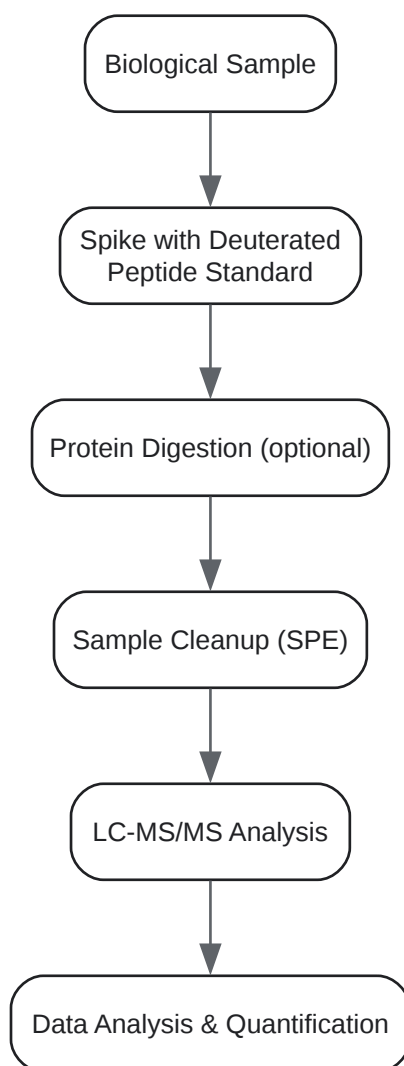 Biological Sample
Spike with Deuterated
Peptide Standard
Protein Digestion (optional)
Sample Cleanup (SPE)
LC-MS/MS Analysis
Data Analysis & Quantification